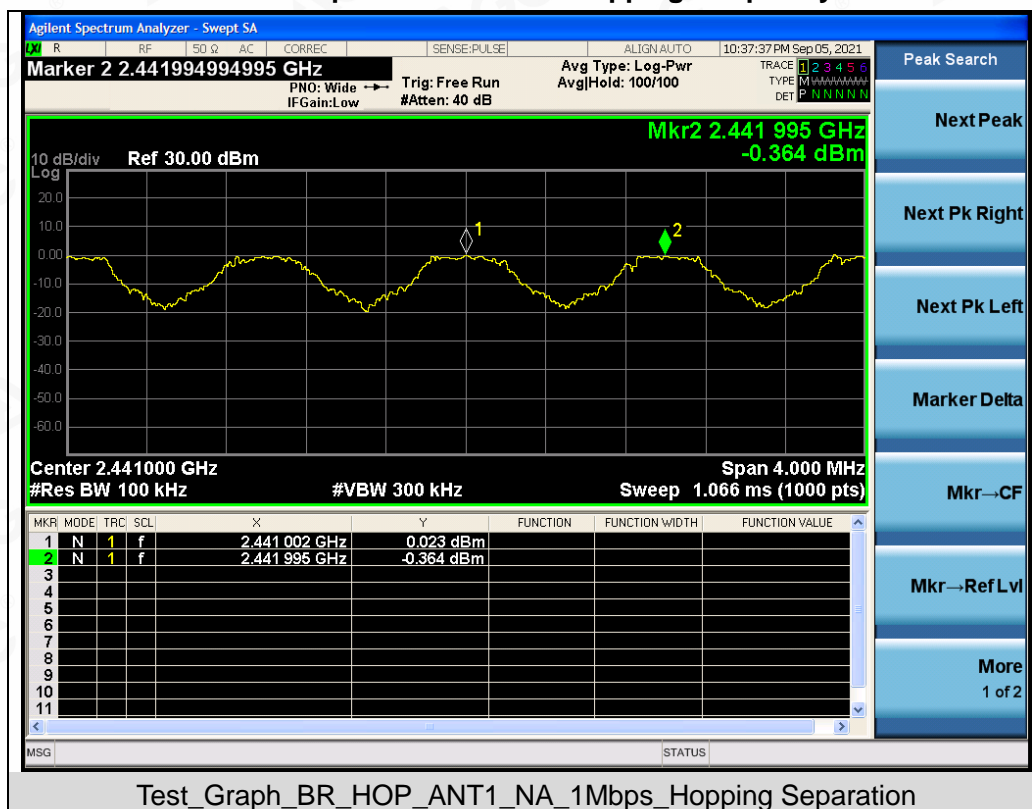 Agilent Spectrum Analyzer - Swept SA
LXI R RF 50 Ω AC CORREC SENSE:PULSE ALIGN AUTO 10:37:37 PM Sep 05, 2021
Marker 2 2.441994994995 GHz
PNO: Wide
IFGain:Low
Trig: Free Run
#Atten: 40 dB
Avg Type: Log-Pwr
Avg|Hold: 100/100
TRACE 1 2 3 4 5 6
TYPE M
DET P N N N N N
Mkr2 2.441 995 GHz
-0.364 dBm
10 dB/div Ref 30.00 dBm
Log
20.0
10.0
0.00
-10.0
-20.0
-30.0
-40.0
-50.0
-60.0
1
2
Center 2.441000 GHz Span 4.000 MHz
#Res BW 100 kHz #VBW 300 kHz Sweep 1.066 ms (1000 pts)
MKR MODE TRC SCL X Y FUNCTION FUNCTION WIDTH FUNCTION VALUE
1 N 1 f 2.441 002 GHz 0.023 dBm
2 N 1 f 2.441 995 GHz -0.364 dBm
3
4
5
6
7
8
9
10
11
MSG STATUS
Peak Search
Next Peak
Next Pk Right
Next Pk Left
Marker Delta
Mkr→CF
Mkr→Ref Lvl
More
1 of 2
Test_Graph_BR_HOP_ANT1_NA_1Mbps_Hopping Separation